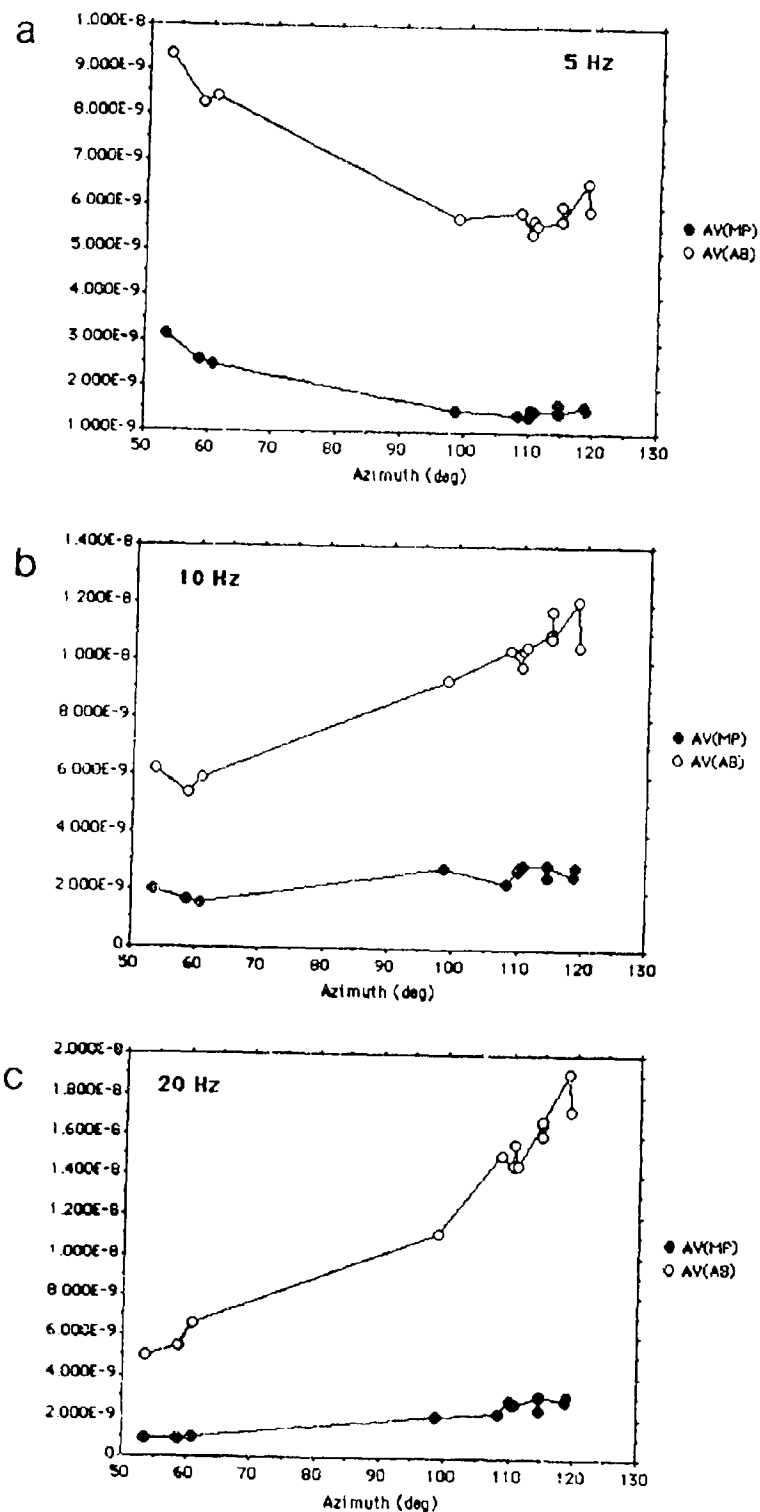 a
5 Hz
1.000E-8
9.000E-9
8.000E-9
7.000E-9
6.000E-9
5.000E-9
4.000E-9
3.000E-9
2.000E-9
1.000E-9
50 60 70 80 90 100 110 120 130
Azimuth (deg)
AV(MP)
AV(AB)
b
10 Hz
1.400E-8
1.200E-8
1.000E-8
8.000E-9
6.000E-9
4.000E-9
2.000E-9
0
50 60 70 80 90 100 110 120 130
Azimuth (deg)
AV(MP)
AV(AB)
c
20 Hz
2.000E-8
1.800E-8
1.600E-8
1.400E-8
1.200E-8
1.000E-8
8.000E-9
6.000E-9
4.000E-9
2.000E-9
0
50 60 70 80 90 100 110 120 130
Azimuth (deg)
AV(MP)
AV(AB)